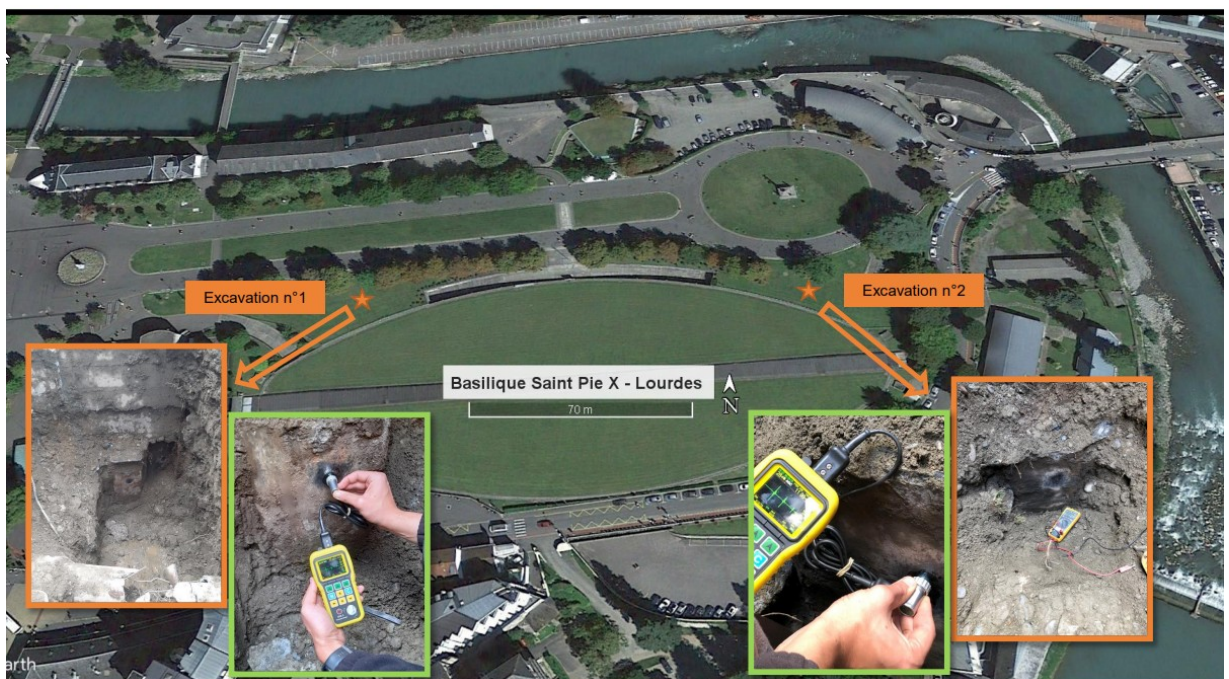 Excavation n°1
Excavation n°2
Basilique Saint Pie X - Lourdes
N
70 m
arth